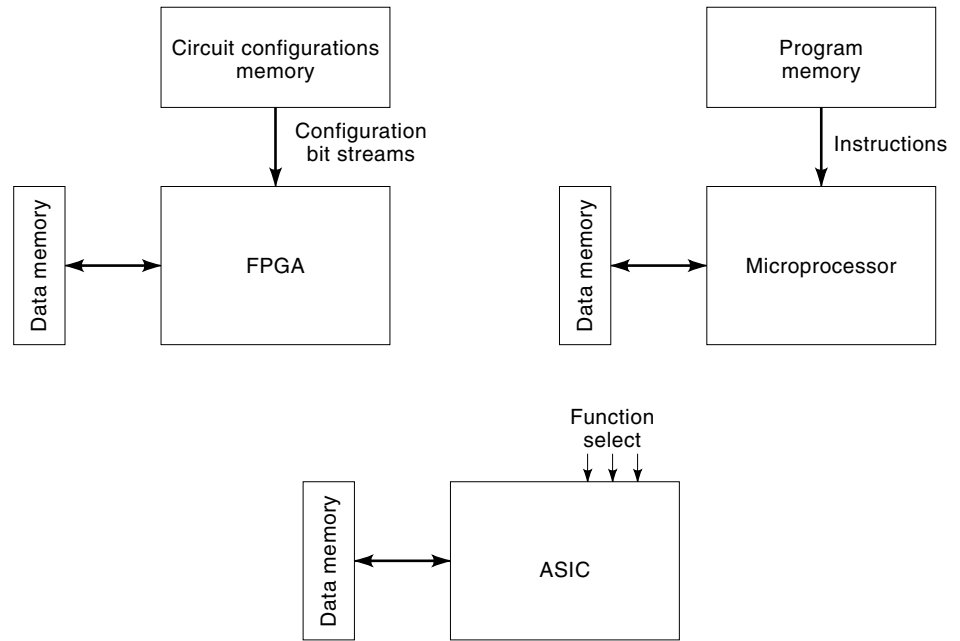 Circuit configurations
memory
Configuration
bit streams
Data memory
FPGA
Program
memory
Instructions
Data memory
Microprocessor
Function
select
Data memory
ASIC